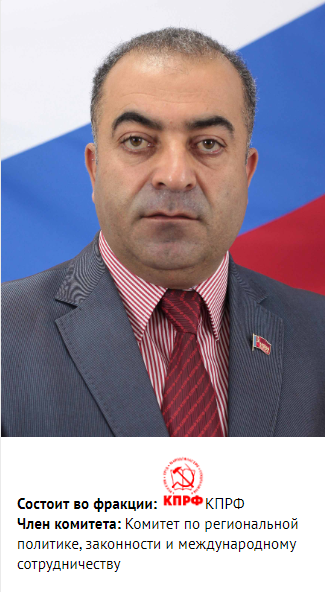 Состоит во фракции: КПРФ КПРФ
Член комитета: Комитет по региональной
политике, законности и международному
сотрудничеству